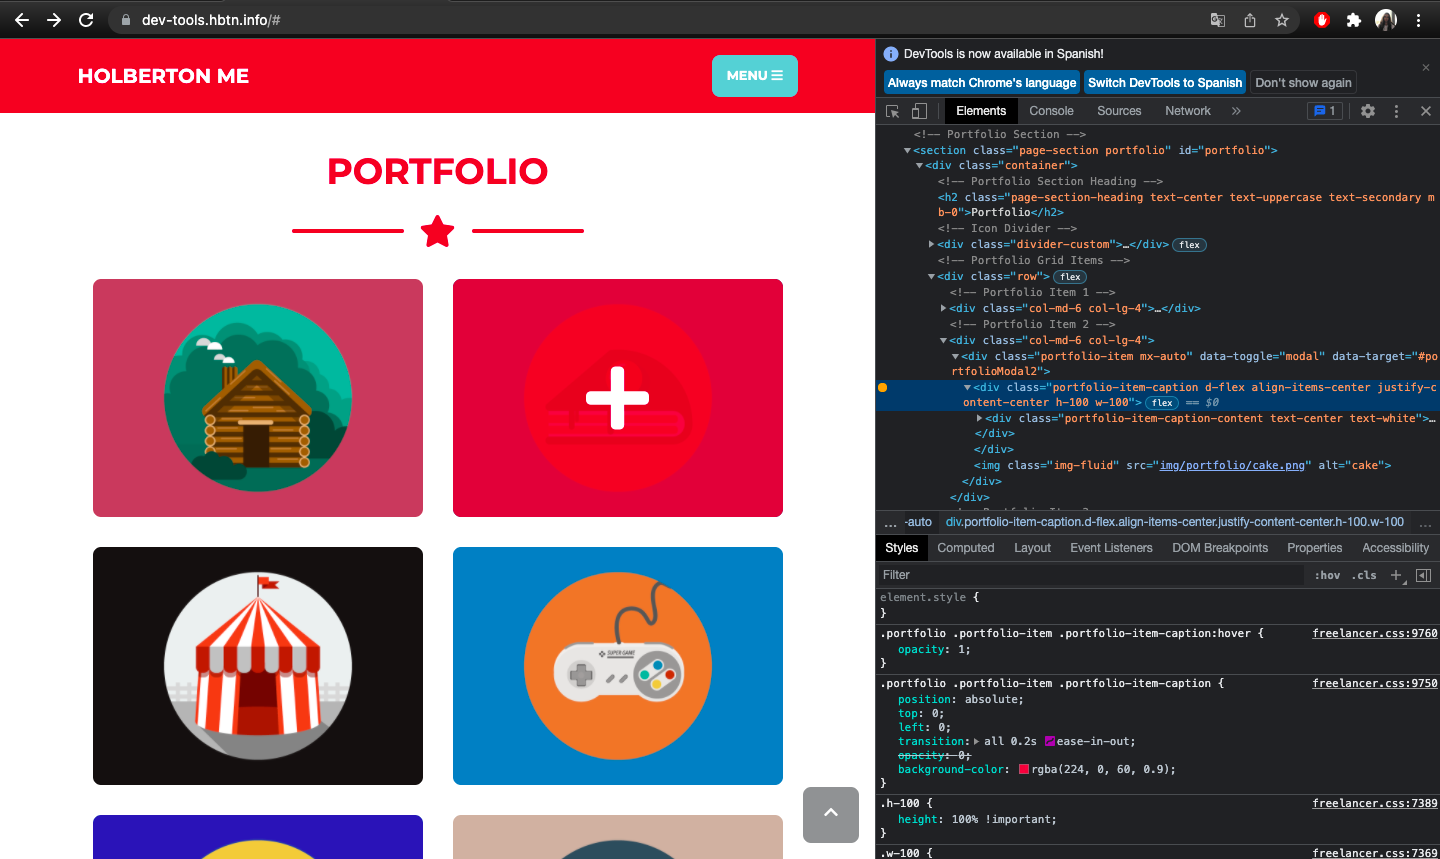 dev-tools.hbtn.info/#
HOLBERTON ME
MENU
PORTFOLIO
SUPER GAME
DevTools is now available in Spanish!
Always match Chrome's language
Switch DevTools to Spanish
Don't show again
Elements
Console
Sources
Network
»
1
<!-- Portfolio Section -->
<section class="page-section portfolio" id="portfolio">
<div class="container">
<!-- Portfolio Section Heading -->
<h2 class="page-section-heading text-center text-uppercase text-secondary m
b-0">Portfolio</h2>
<!-- Icon Divider -->
<div class="divider-custom">…</div> flex
<!-- Portfolio Grid Items -->
<div class="row"> flex
<!-- Portfolio Item 1 -->
<div class="col-md-6 col-lg-4">…</div>
<!-- Portfolio Item 2 -->
<div class="col-md-6 col-lg-4">
<div class="portfolio-item mx-auto" data-toggle="modal" data-target="#po
rtfolioModal2">
<div class="portfolio-item-caption d-flex align-items-center justify-c
ontent-center h-100 w-100"> flex == $0
<div class="portfolio-item-caption-content text-center text-white">…
</div>
</div>
<img class="img-fluid" src="img/portfolio/cake.png" alt="cake">
</div>
</div>
... -auto div.portfolio-item-caption.d-flex.align-items-center.justify-content-center.h-100.w-100 ...
Styles
Computed
Layout
Event Listeners
DOM Breakpoints
Properties
Accessibility
Filter
:hov .cls
element.style {
}
.portfolio .portfolio-item .portfolio-item-caption:hover { freelancer.css:9760
opacity: 1;
}
.portfolio .portfolio-item .portfolio-item-caption { freelancer.css:9750
position: absolute;
top: 0;
left: 0;
transition: all 0.2s ease-in-out;
opacity: 0;
background-color: rgba(224, 0, 60, 0.9);
}
.h-100 { freelancer.css:7389
height: 100% !important;
}
.w-100 { freelancer.css:7369